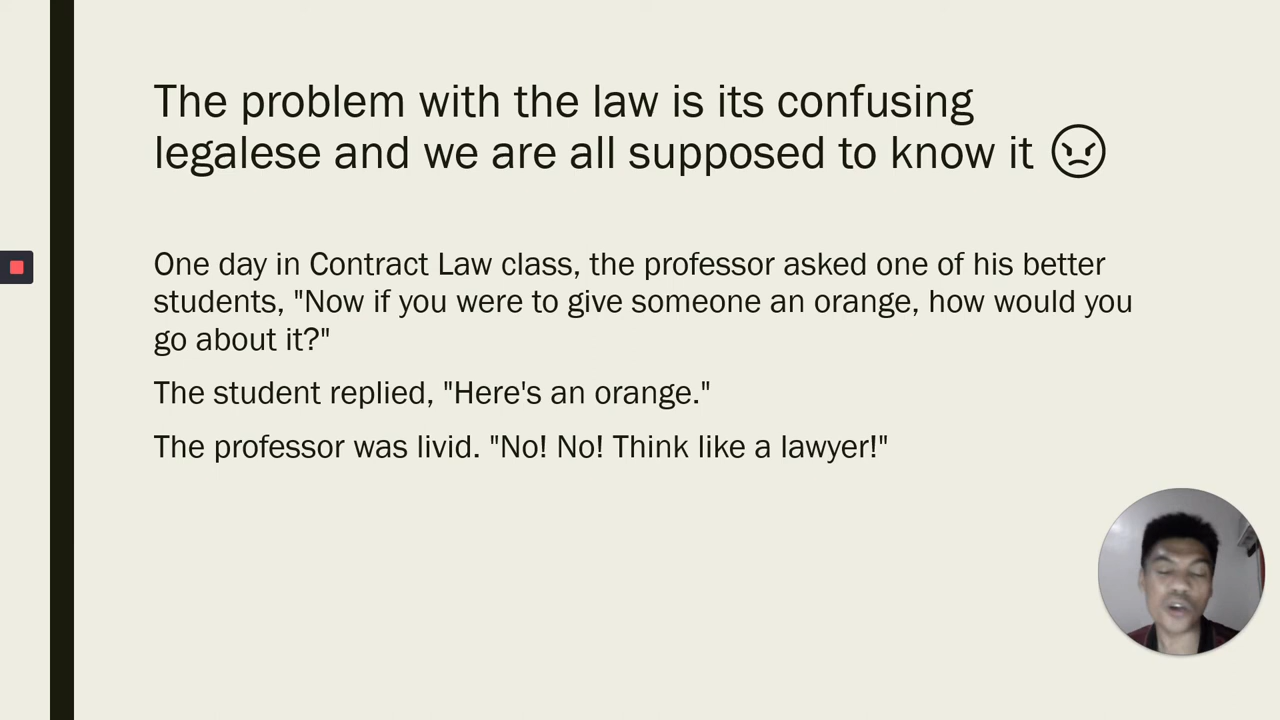 The problem with the law is its confusing
legalese and we are all supposed to know it
One day in Contract Law class, the professor asked one of his better
students, "Now if you were to give someone an orange, how would you
go about it?"
The student replied, "Here's an orange."
The professor was livid. "No! No! Think like a lawyer!"